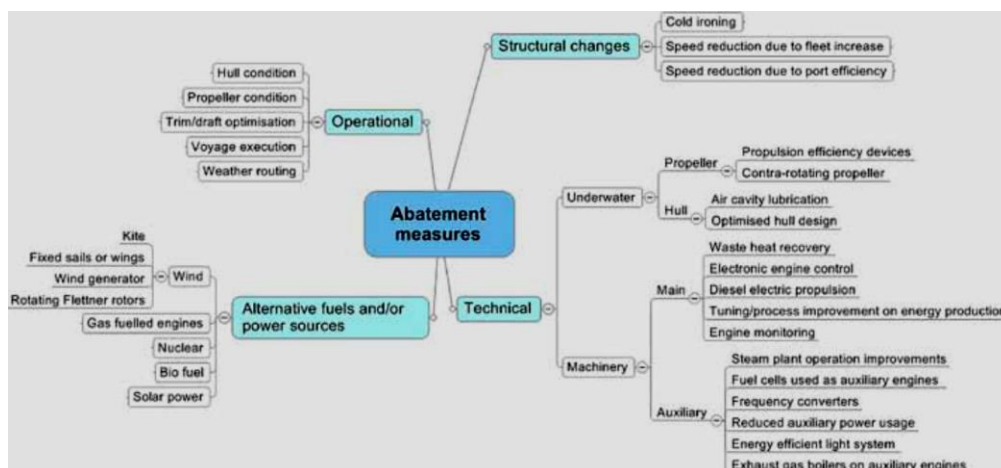 Abatement
measures
Structural changes
Cold ironing
Speed reduction due to fleet increase
Speed reduction due to port efficiency
Operational
Hull condition
Propeller condition
Trim/draft optimisation
Voyage execution
Weather routing
Alternative fuels and/or
power sources
Wind
Kite
Fixed sails or wings
Wind generator
Rotating Flettner rotors
Gas fuelled engines
Nuclear
Bio fuel
Solar power
Technical
Underwater
Propeller
Propulsion efficiency devices
Contra-rotating propeller
Hull
Air cavity lubrication
Optimised hull design
Machinery
Main
Waste heat recovery
Electronic engine control
Diesel electric propulsion
Tuning/process improvement on energy production
Engine monitoring
Auxiliary
Steam plant operation improvements
Fuel cells used as auxiliary engines
Frequency converters
Reduced auxiliary power usage
Energy efficient light system
Exhaust gas boilers on auxiliary engines